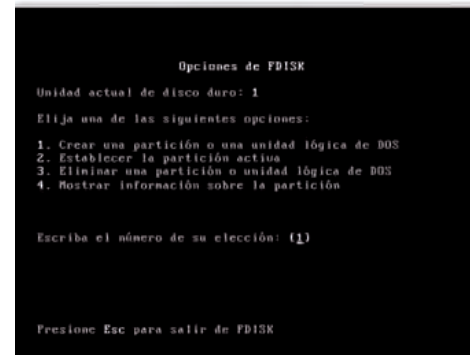 Opciones de FDISK
Unidad actual de disco duro: 1
Elija una de las siguientes opciones:
1. Crear una partición o una unidad lógica de DOS
2. Establecer la partición activa
3. Eliminar una partición o unidad lógica de DOS
4. Mostrar información sobre la partición
Escriba el número de su elección: (1)
Presione Esc para salir de FDISK